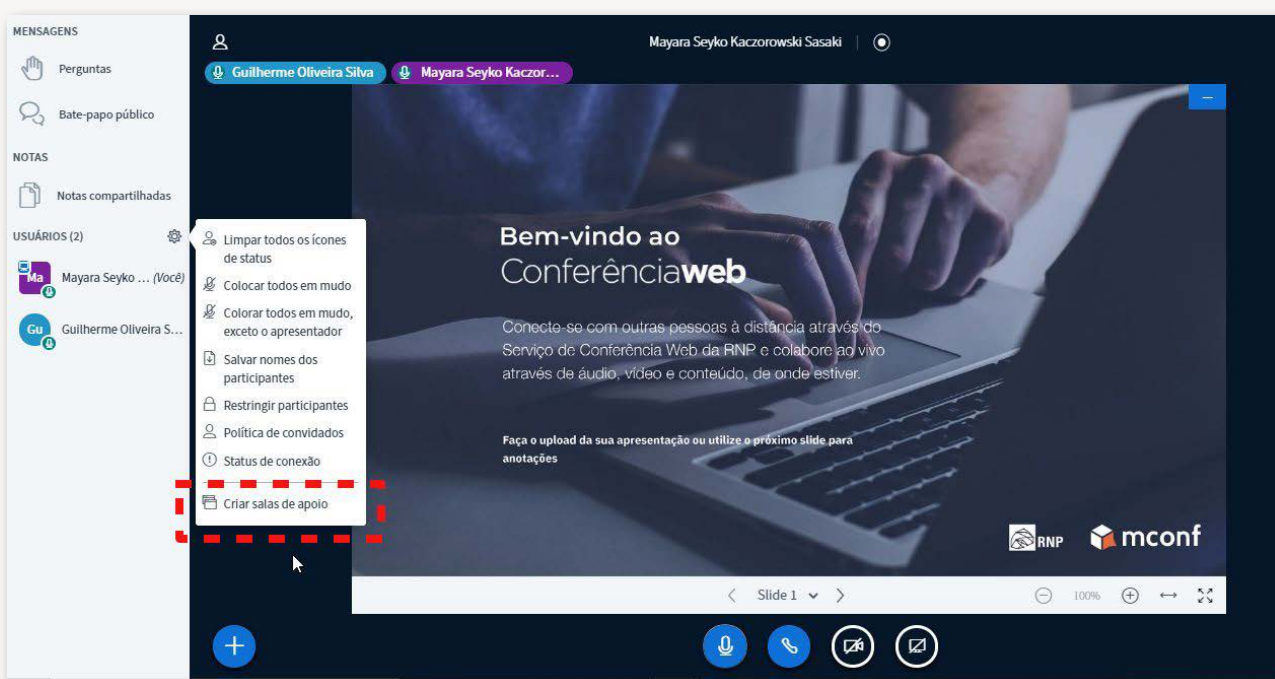 MENSAGENS
Perguntas
Bate-papo público
NOTAS
Notas compartilhadas
USUÁRIOS (2)
Ma
Mayara Seyko ... (Você)
Gu
Guilherme Oliveira S...
Limpar todos os ícones
de status
Colocar todos em mudo
Colorar todos em mudo,
exceto o apresentador
Salvar nomes dos
participantes
Restringir participantes
Política de convidados
Status de conexão
Criar salas de apoio
Mayara Seyko Kaczorowski Sasaki
Guilherme Oliveira Silva
Mayara Seyko Kaczor...
Bem-vindo ao
Conferênciaweb
Conecte-se com outras pessoas à distância através do
Serviço de Conferência Web da RNP e colabore ao vivo
através de áudio, vídeo e conteúdo, de onde estiver.
Faça o upload da sua apresentação ou utilize o próximo slide para
anotações
RNP
mconf
Slide 1
100%